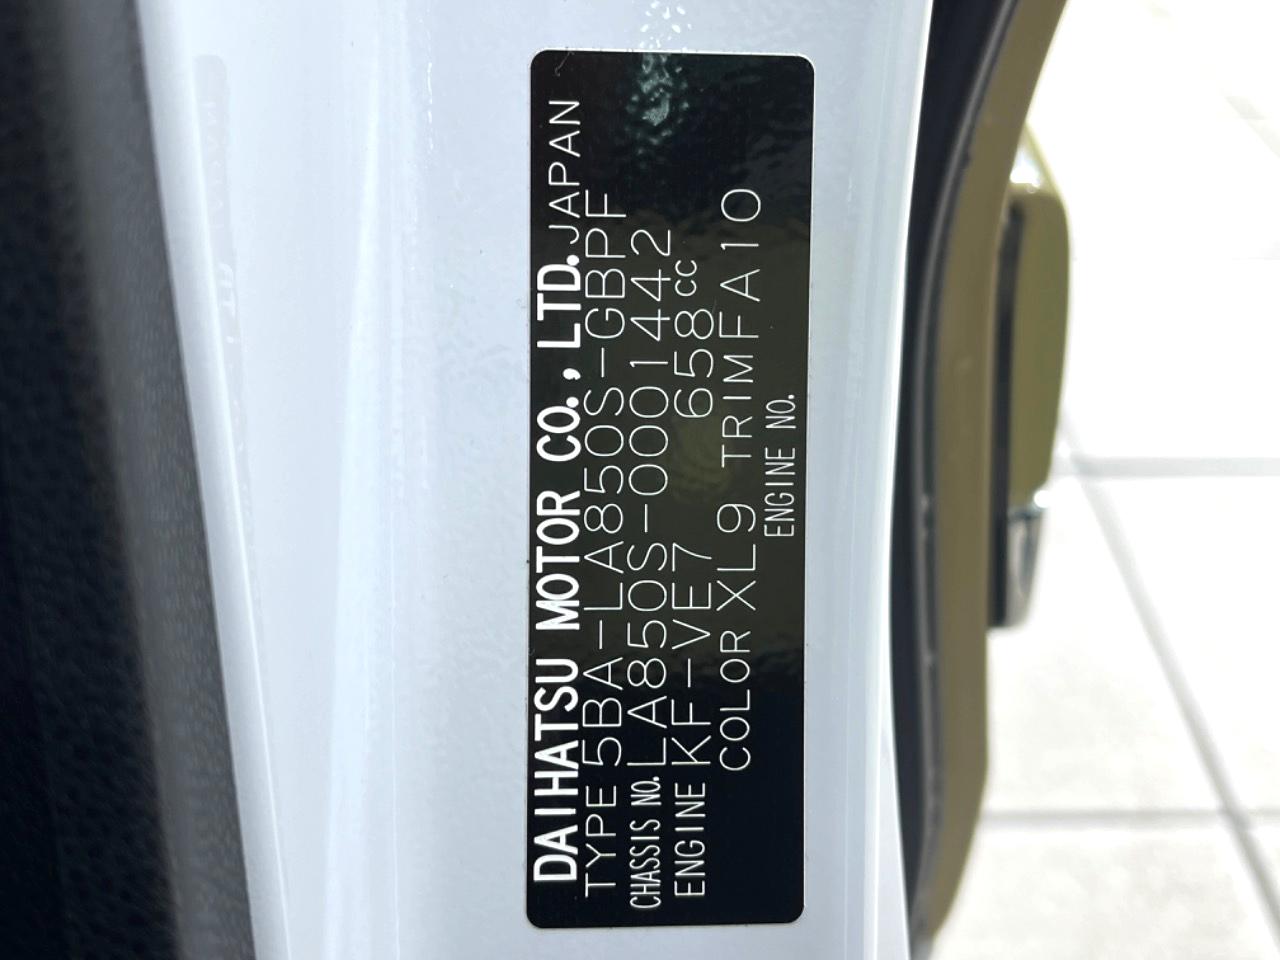 DAIHATSU MOTOR CO., LTD. JAPAN
TYPE 5BA-LA850S-GBPF
CHASSIS NO. LA850S-0001442
ENGINE KF-VE7 658cc
COLOR XL9 TRIM FA10
ENGINE NO.